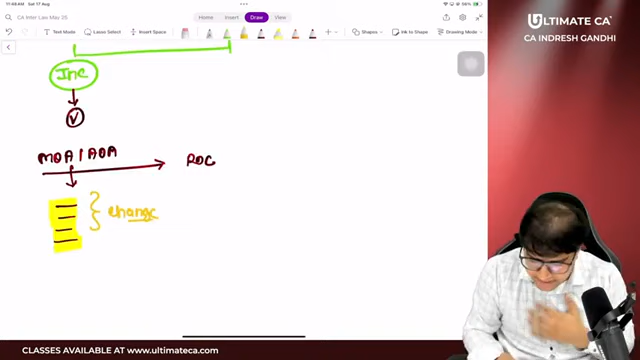 11:58 AM Sat 17 Aug
56%
CA Inter Law May 25
Home Insert Draw View
Text Mode Lasso Select Insert Space Shapes Ink to Shape Drawing Mode
ULTIMATE CA
CA INDRESH GANDHI
Inc
V
MOA / AOA
ROC
change
CLASSES AVAILABLE AT www.ultimateca.com